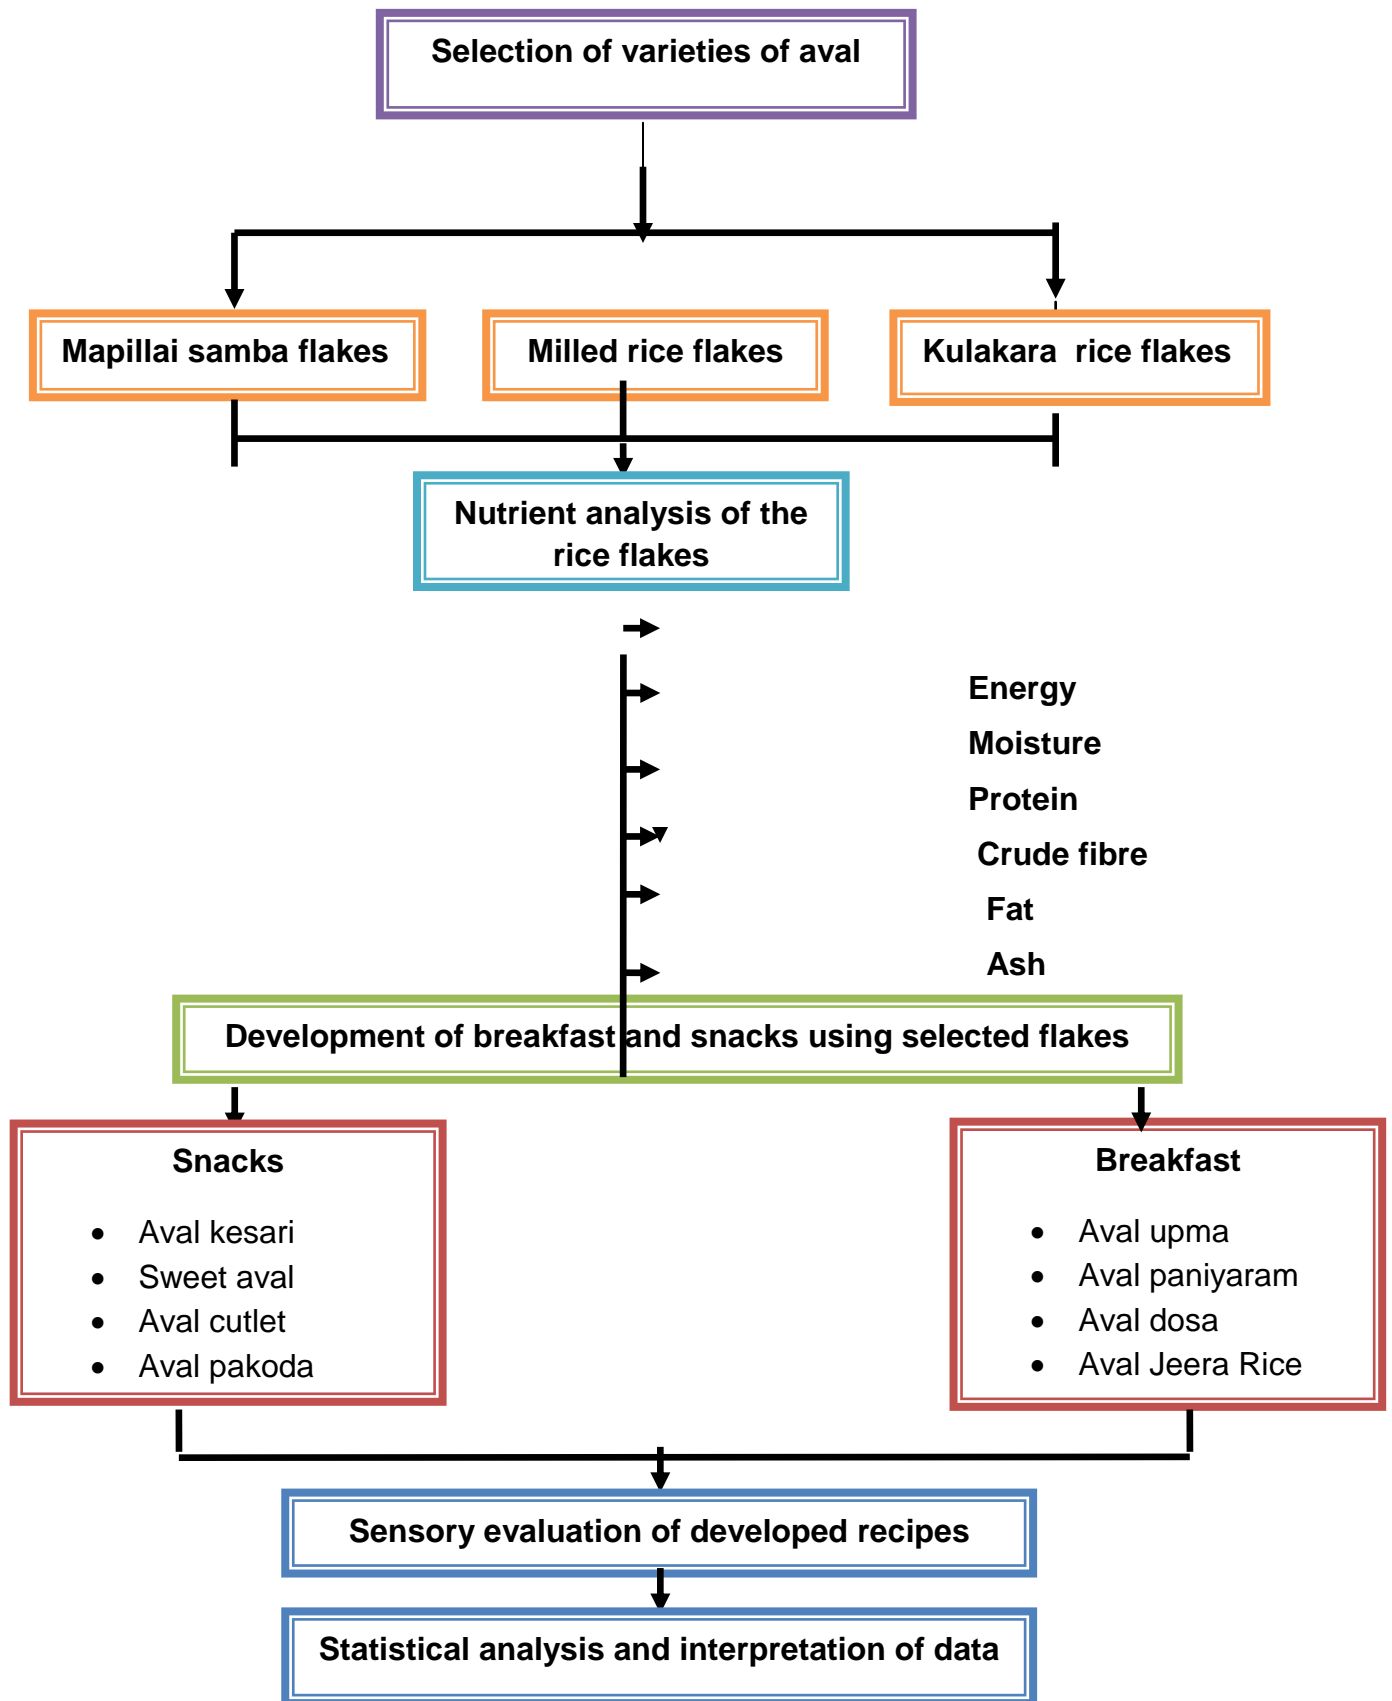 Selection of varieties of aval
Mapillai samba flakes
Milled rice flakes
Kulakara  rice flakes
Nutrient analysis of the
rice flakes
Energy
Moisture
Protein
Crude fibre
Fat
Ash
Development of breakfast and snacks using selected flakes
Snacks
• Aval kesari
• Sweet aval
• Aval cutlet
• Aval pakoda
Breakfast
• Aval upma
• Aval paniyaram
• Aval dosa
• Aval Jeera Rice
Sensory evaluation of developed recipes
Statistical analysis and interpretation of data